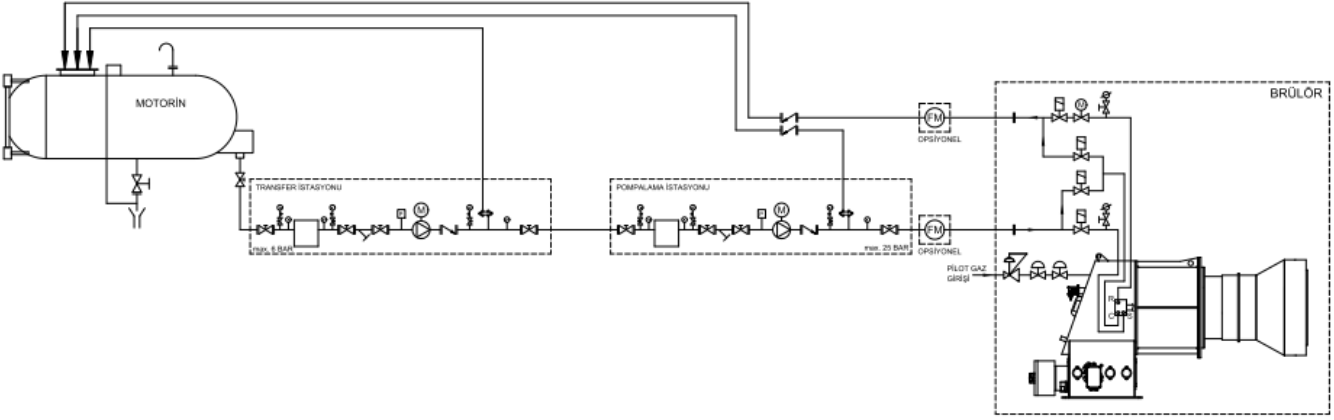 MOTORİN
BRÜLÖR
TRANSFER İSTASYONU
POMPALAMA İSTASYONU
M
FM
OPSİYONEL
P
M
P
M
max. 6 BAR
max. 25 BAR
FM
OPSİYONEL
PİLOT GAZ
GİRİŞİ
R
C
S